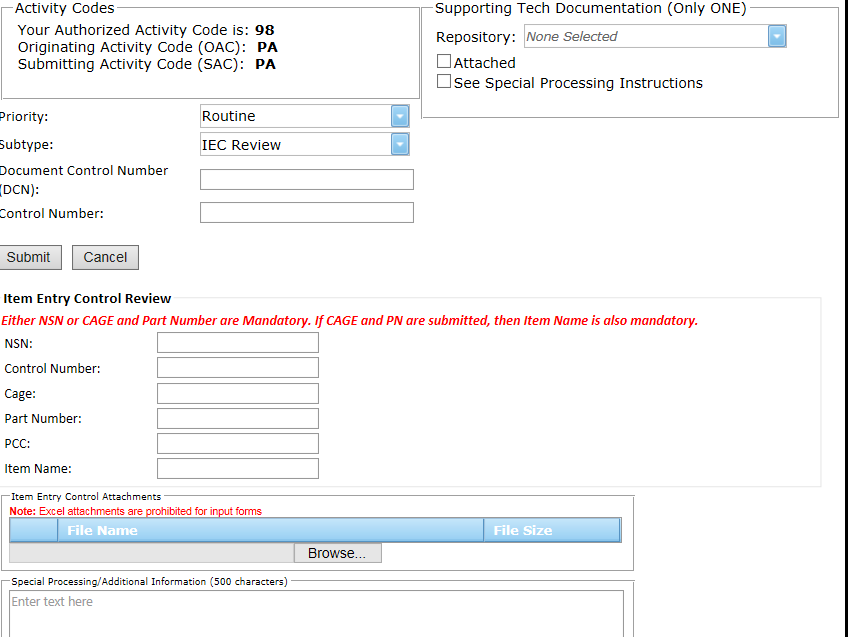 Activity Codes
Your Authorized Activity Code is: 98
Originating Activity Code (OAC): PA
Submitting Activity Code (SAC): PA
Supporting Tech Documentation (Only ONE)
Repository: None Selected
Attached
See Special Processing Instructions
Priority: Routine
Subtype: IEC Review
Document Control Number
(DCN):
Control Number:
Submit Cancel
Item Entry Control Review
Either NSN or CAGE and Part Number are Mandatory. If CAGE and PN are submitted, then Item Name is also mandatory.
NSN:
Control Number:
Cage:
Part Number:
PCC:
Item Name:
Item Entry Control Attachments
Note: Excel attachments are prohibited for input forms
File Name File Size
Browse...
Special Processing/Additional Information (500 characters)
Enter text here